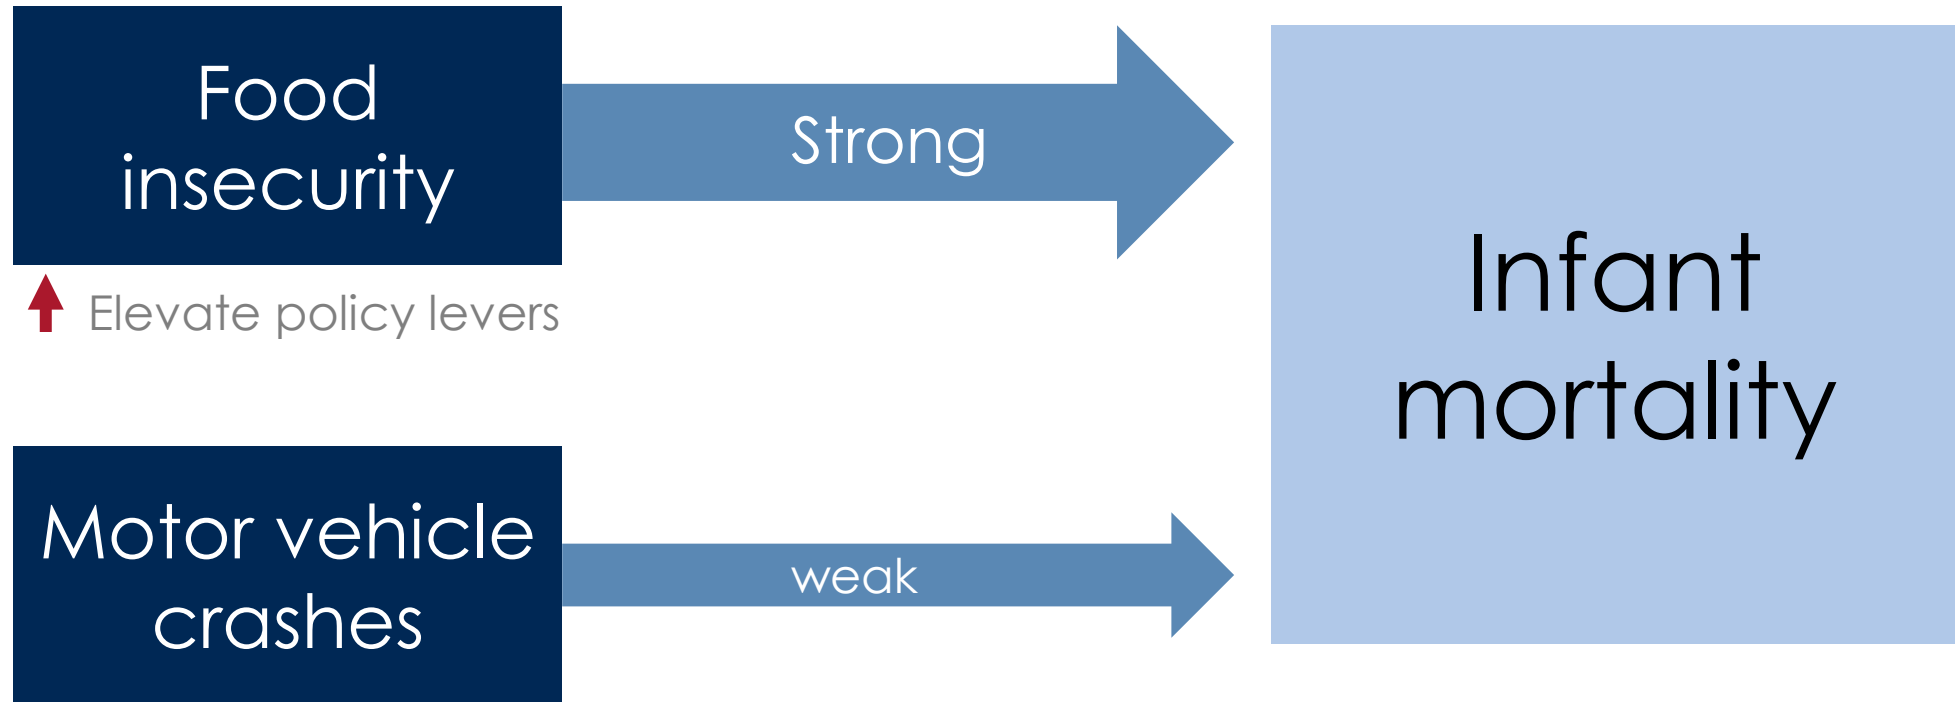 Food
insecurity
Strong
Elevate policy levers
Infant
mortality
Motor vehicle
crashes
weak